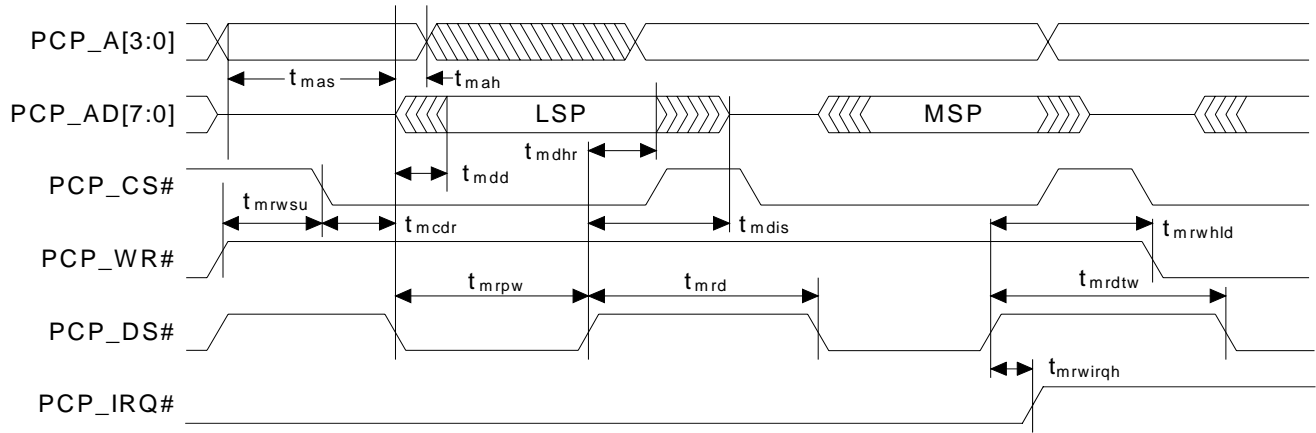 PCP_A[3:0]
t mas
t mah
PCP_AD[7:0]
LSP
MSP
t mdhr
t mdd
PCP_CS#
t mrwsu
t mcdr
t mdis
t mrwhld
PCP_WR#
t mrpw
t mrd
t mrdtw
PCP_DS#
t mrwirqh
PCP_IRQ#